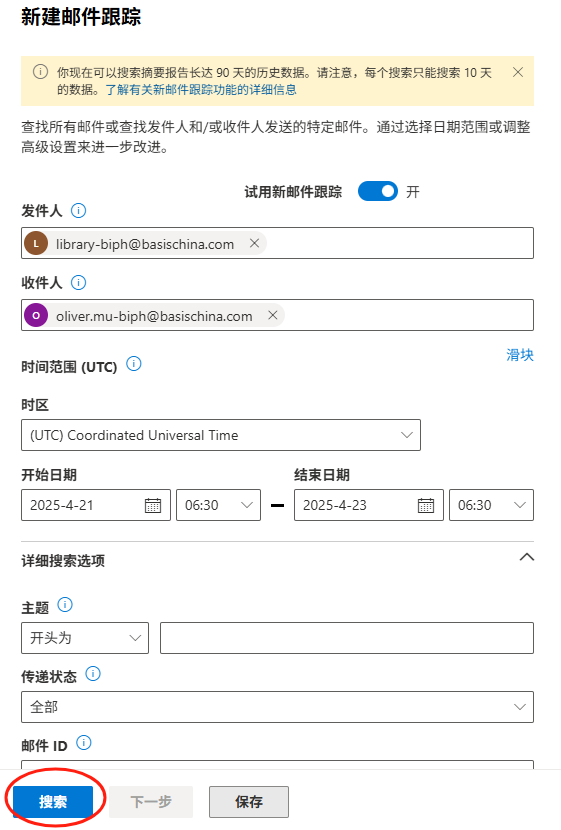 新建邮件跟踪
你现在可以搜索摘要报告长达 90 天的历史数据。请注意，每个搜索只能搜索 10 天
的数据。了解有关新邮件跟踪功能的详细信息
查找所有邮件或查找发件人和/或收件人发送的特定邮件。通过选择日期范围或调整
高级设置来进一步改进。
试用新邮件跟踪 开
发件人
L library-biph@basischina.com
收件人
O oliver.mu-biph@basischina.com
滑块
时间范围 (UTC)
时区
(UTC) Coordinated Universal Time
开始日期 结束日期
2025-4-21 06:30 2025-4-23 06:30
详细搜索选项
主题
开头为
传递状态
全部
邮件 ID
搜索 下一步 保存